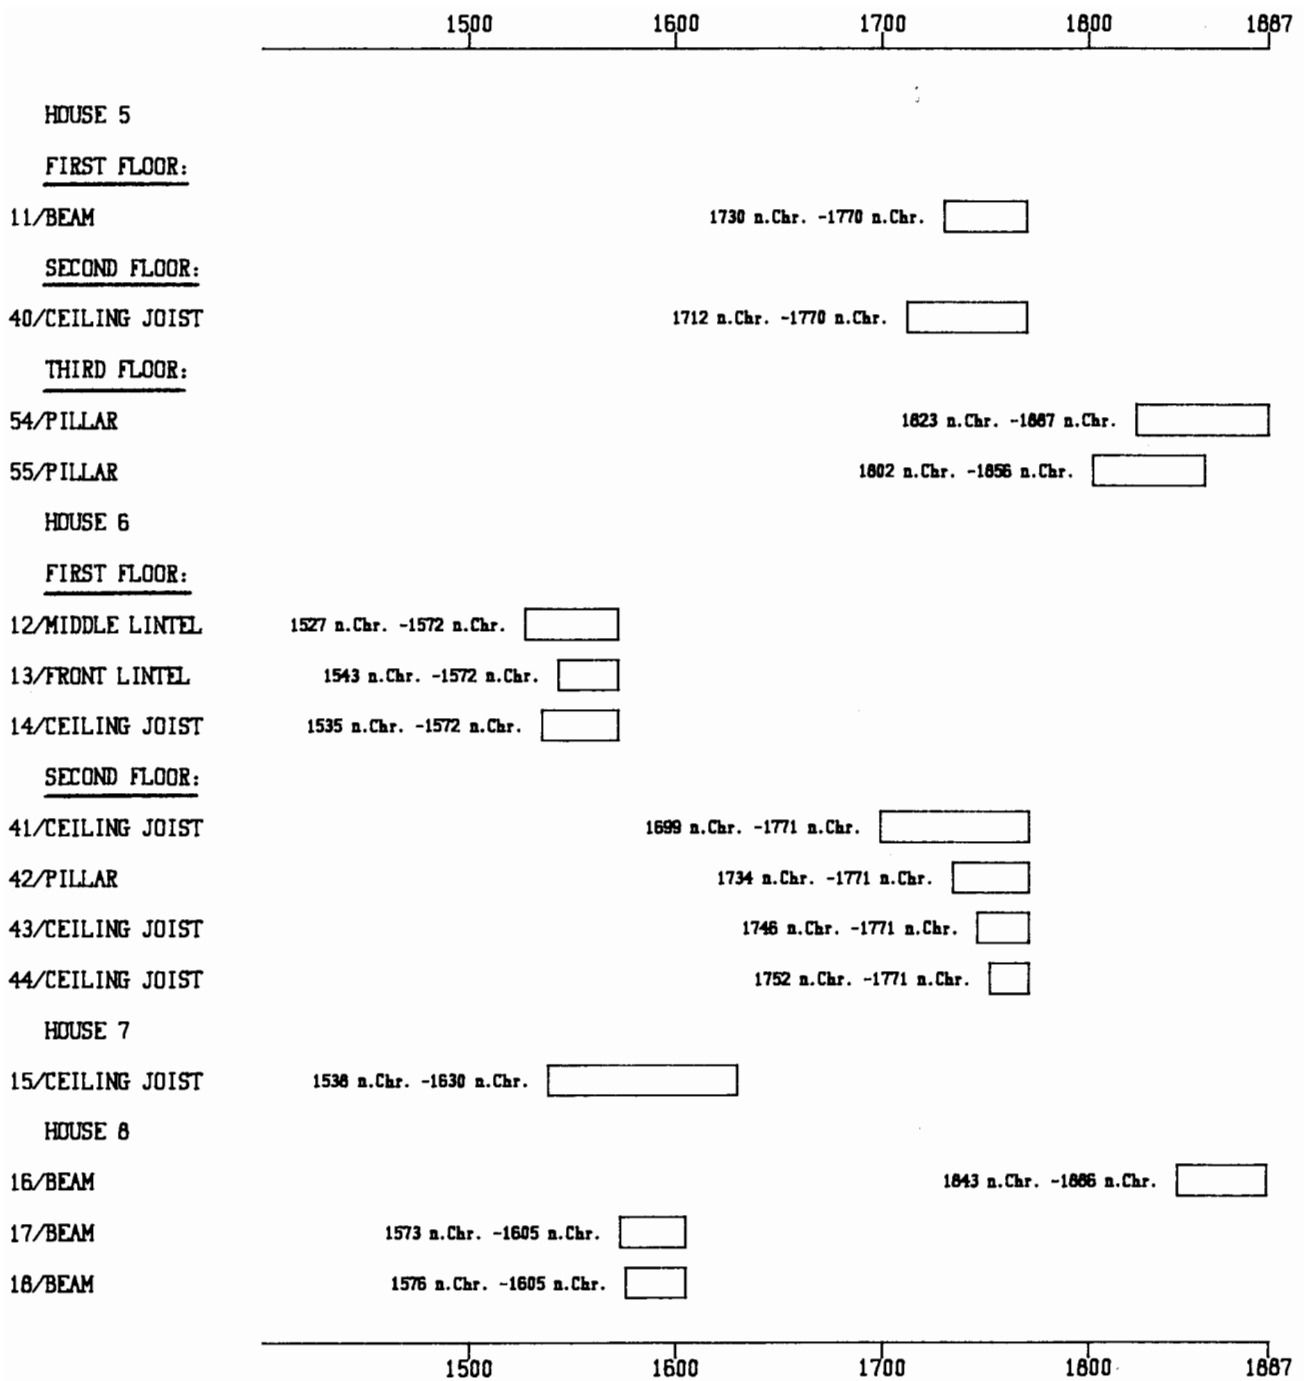 1500 1600 1700 1800 1887
HOUSE 5
FIRST FLOOR:
11/BEAM 1730 n.Chr. -1770 n.Chr.
SECOND FLOOR:
40/CEILING JOIST 1712 n.Chr. -1770 n.Chr.
THIRD FLOOR:
54/PILLAR 1823 n.Chr. -1887 n.Chr.
55/PILLAR 1802 n.Chr. -1856 n.Chr.
HOUSE 6
FIRST FLOOR:
12/MIDDLE LINTEL 1527 n.Chr. -1572 n.Chr.
13/FRONT LINTEL 1543 n.Chr. -1572 n.Chr.
14/CEILING JOIST 1535 n.Chr. -1572 n.Chr.
SECOND FLOOR:
41/CEILING JOIST 1699 n.Chr. -1771 n.Chr.
42/PILLAR 1734 n.Chr. -1771 n.Chr.
43/CEILING JOIST 1746 n.Chr. -1771 n.Chr.
44/CEILING JOIST 1752 n.Chr. -1771 n.Chr.
HOUSE 7
15/CEILING JOIST 1538 n.Chr. -1630 n.Chr.
HOUSE 8
16/BEAM 1843 n.Chr. -1886 n.Chr.
17/BEAM 1573 n.Chr. -1605 n.Chr.
18/BEAM 1576 n.Chr. -1605 n.Chr.
1500 1600 1700 1800 1887